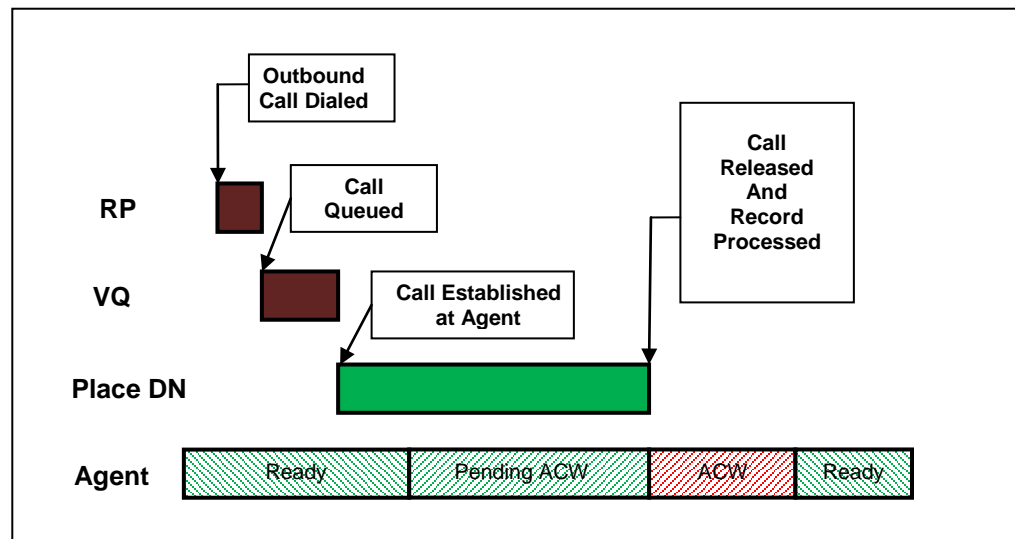 Outbound
Call Dialed
Call
Released
And
Record
Processed
Call
Queued
RP
VQ
Call Established
at Agent
Place DN
Agent
Ready
Pending ACW
ACW
Ready